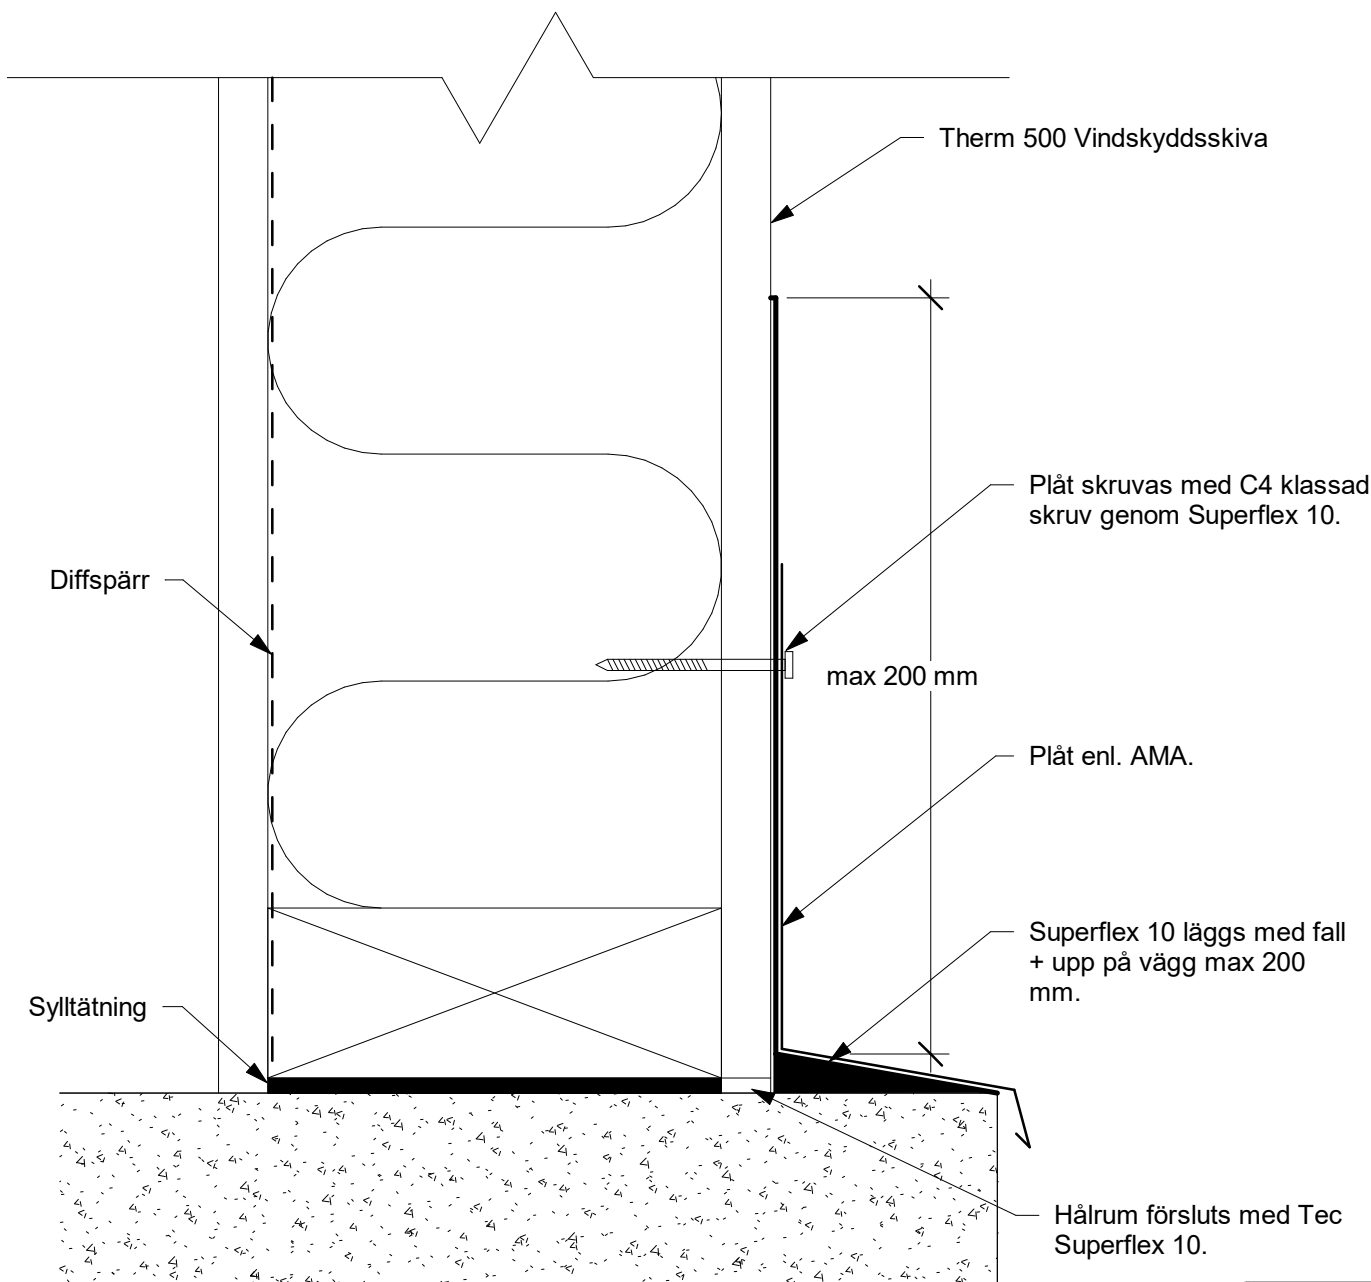 Therm 500 Vindskyddsskiva
Plåt skruvas med C4 klassad
skruv genom Superflex 10.
Diffspärr
max 200 mm
Plåt enl. AMA.
Superflex 10 läggs med fall
+ upp på vägg max 200
mm.
Sylltätning
Hålrum försluts med Tec
Superflex 10.